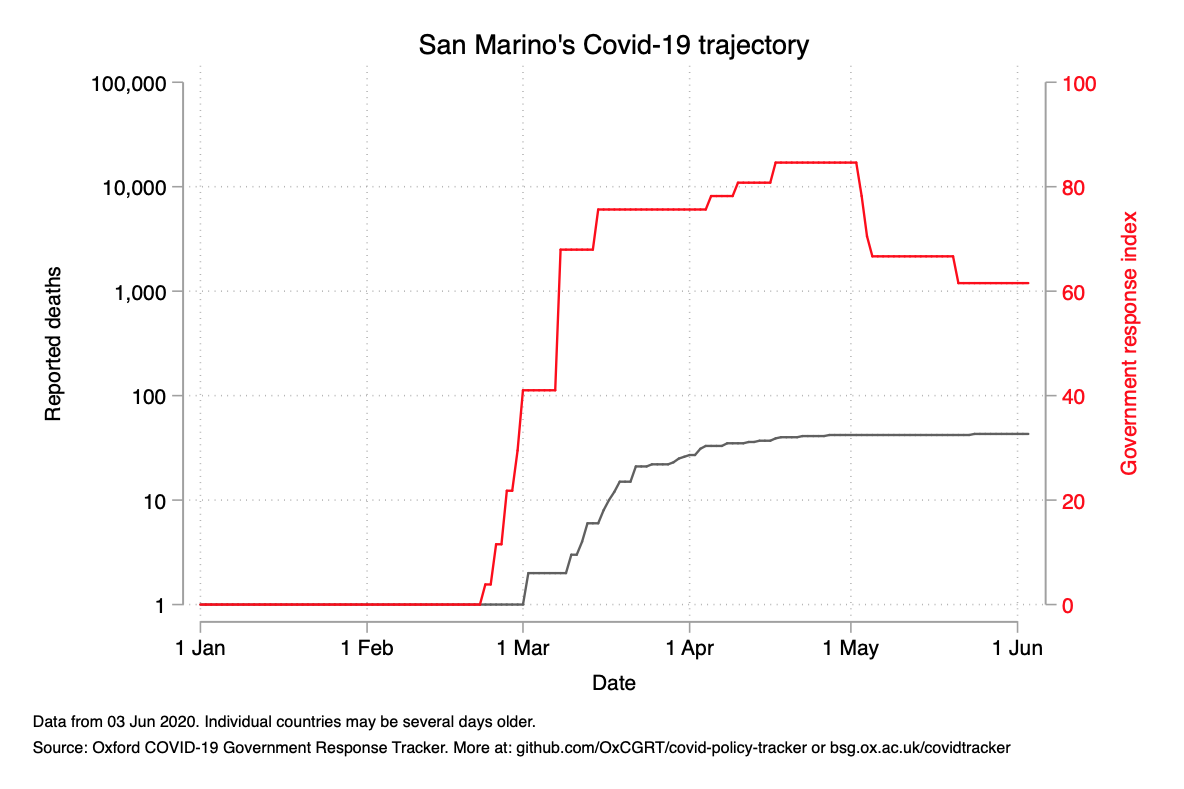 San Marino's Covid-19 trajectory
100,000
10,000
1,000
100
10
1
Reported deaths
100
80
60
40
20
0
Government response index
1 Jan 1 Feb 1 Mar 1 Apr 1 May 1 Jun
Date
Data from 03 Jun 2020. Individual countries may be several days older.
Source: Oxford COVID-19 Government Response Tracker. More at: github.com/OxCGRT/covid-policy-tracker or bsg.ox.ac.uk/covidtracker